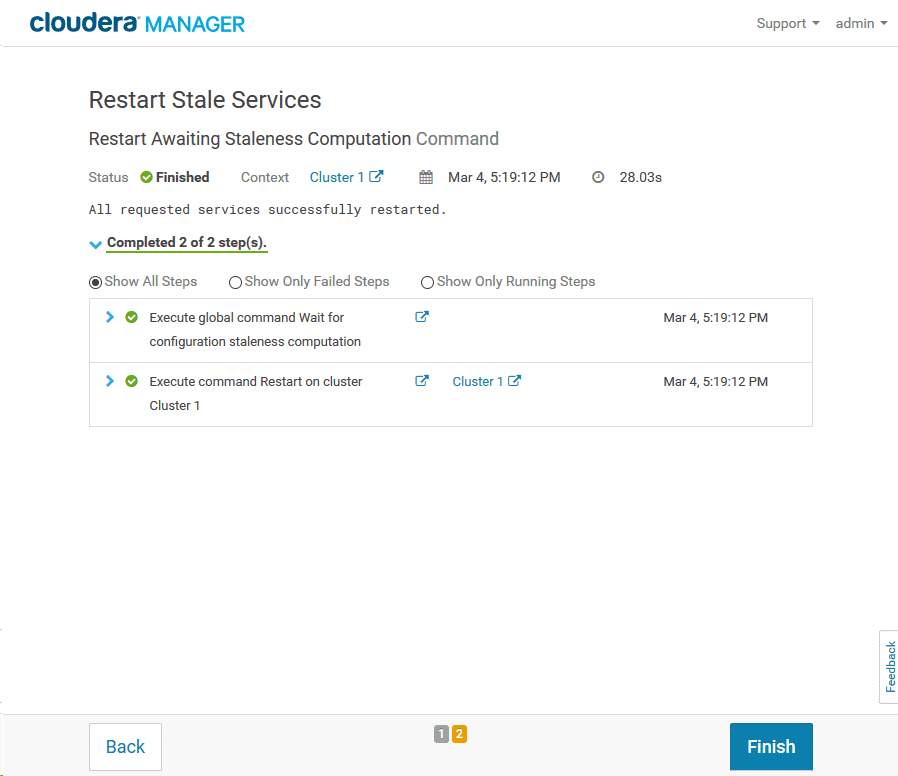 cloudera MANAGER
Support admin
Restart Stale Services
Restart Awaiting Staleness Computation Command
Status Finished Context Cluster 1 Mar 4, 5:19:12 PM 28.03s
All requested services successfully restarted.
Completed 2 of 2 step(s).
Show All Steps Show Only Failed Steps Show Only Running Steps
Execute global command Wait for Mar 4, 5:19:12 PM
configuration staleness computation
Execute command Restart on cluster Cluster 1 Mar 4, 5:19:12 PM
Cluster 1
Feedback
Back 1 2 Finish